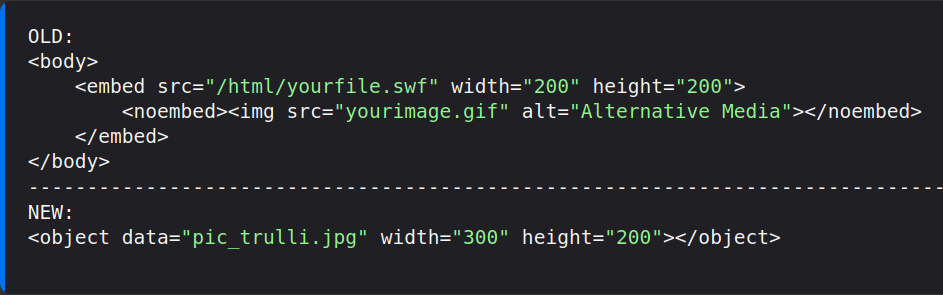 OLD:
<body>
    <embed src="/html/yourfile.swf" width="200" height="200">
        <noembed><img src="yourimage.gif" alt="Alternative Media"></noembed>
    </embed>
</body>
------------------------------------------------------------------------------
NEW:
<object data="pic_trulli.jpg" width="300" height="200"></object>